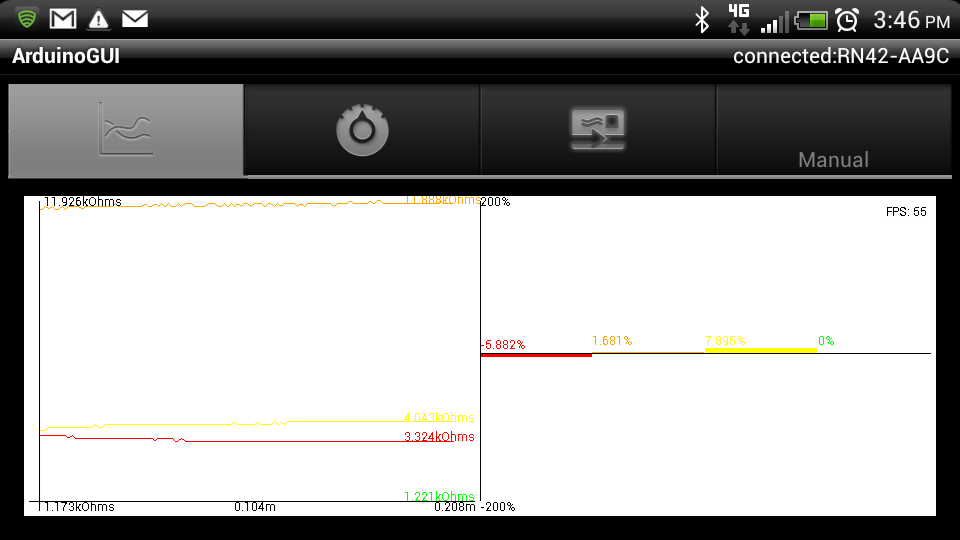 4G
3:46 PM
ArduinoGUI
connected:RN42-AA9C
Manual
11.926kOhms
11.888kOhms
200%
FPS: 55
-5.882%
1.581%
7.895%
0%
4.043kOhms
3.324kOhms
1.221kOhms
1.173kOhms
0.104m
0.208m
-200%